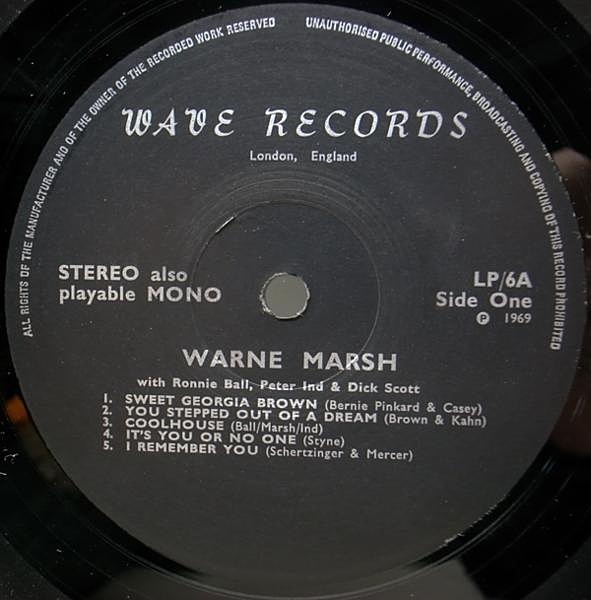 ALL RIGHTS OF THE MANUFACTURER AND OF THE OWNER OF THE RECORDED WORK RESERVED
UNAUTHORISED PUBLIC PERFORMANCE, BROADCASTING AND COPYING OF THIS RECORD PROHIBITED
WAVE RECORDS
London, England
STEREO also
playable MONO
LP/6A
Side One
℗ 1969
WARNE MARSH
with Ronnie Ball, Peter Ind & Dick Scott
1. SWEET GEORGIA BROWN (Bernie Pinkard & Casey)
2. YOU STEPPED OUT OF A DREAM (Brown & Kahn)
3. COOLHOUSE (Ball/Marsh/Ind)
4. IT'S YOU OR NO ONE (Styne)
5. I REMEMBER YOU (Schertzinger & Mercer)